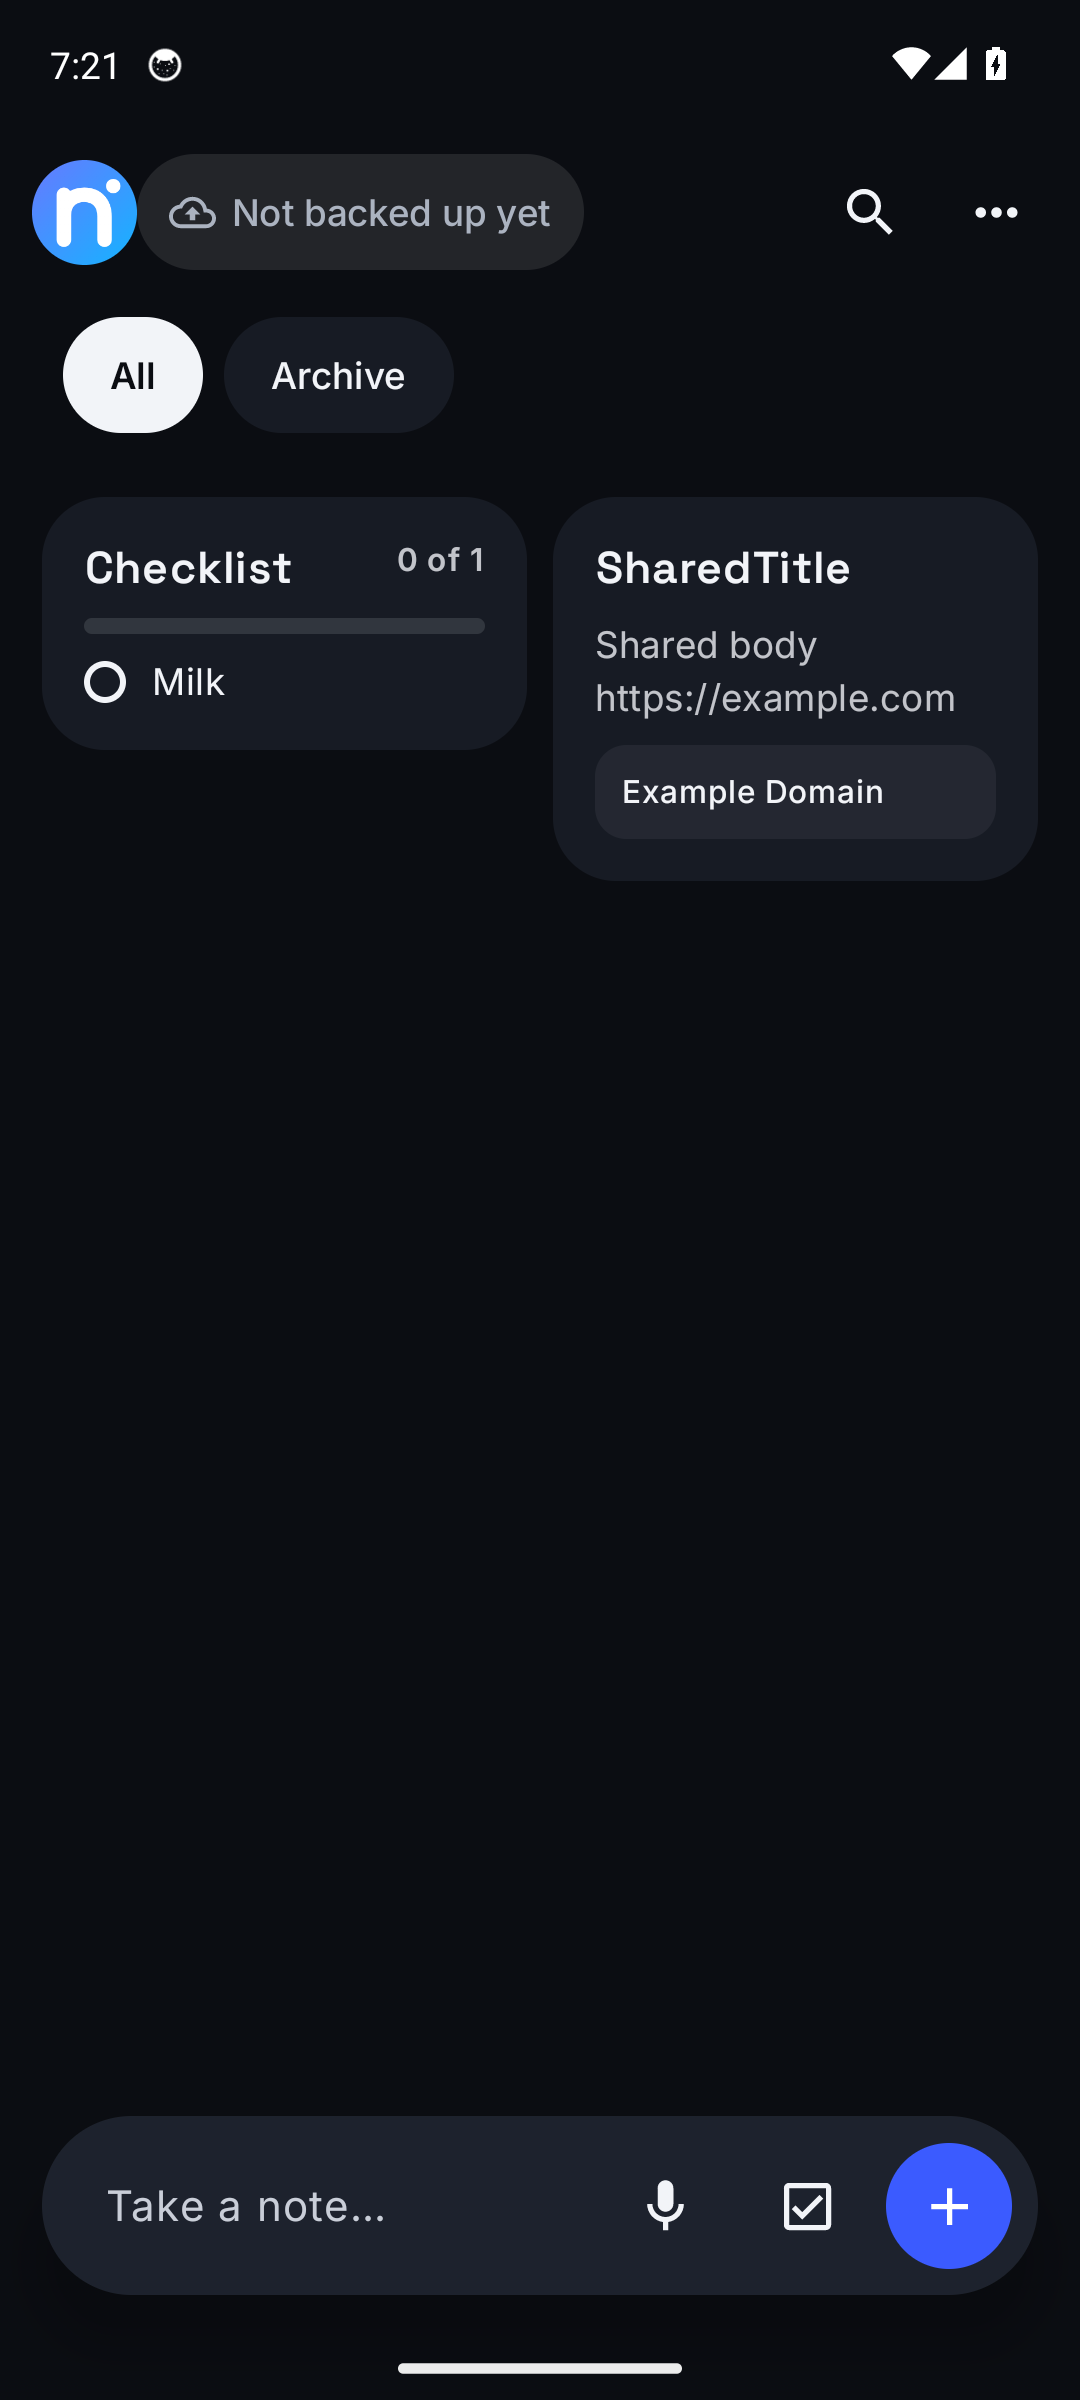 7:21
Not backed up yet
All
Archive
Checklist
0 of 1
Milk
SharedTitle
Shared body
https://example.com
Example Domain
Take a note...